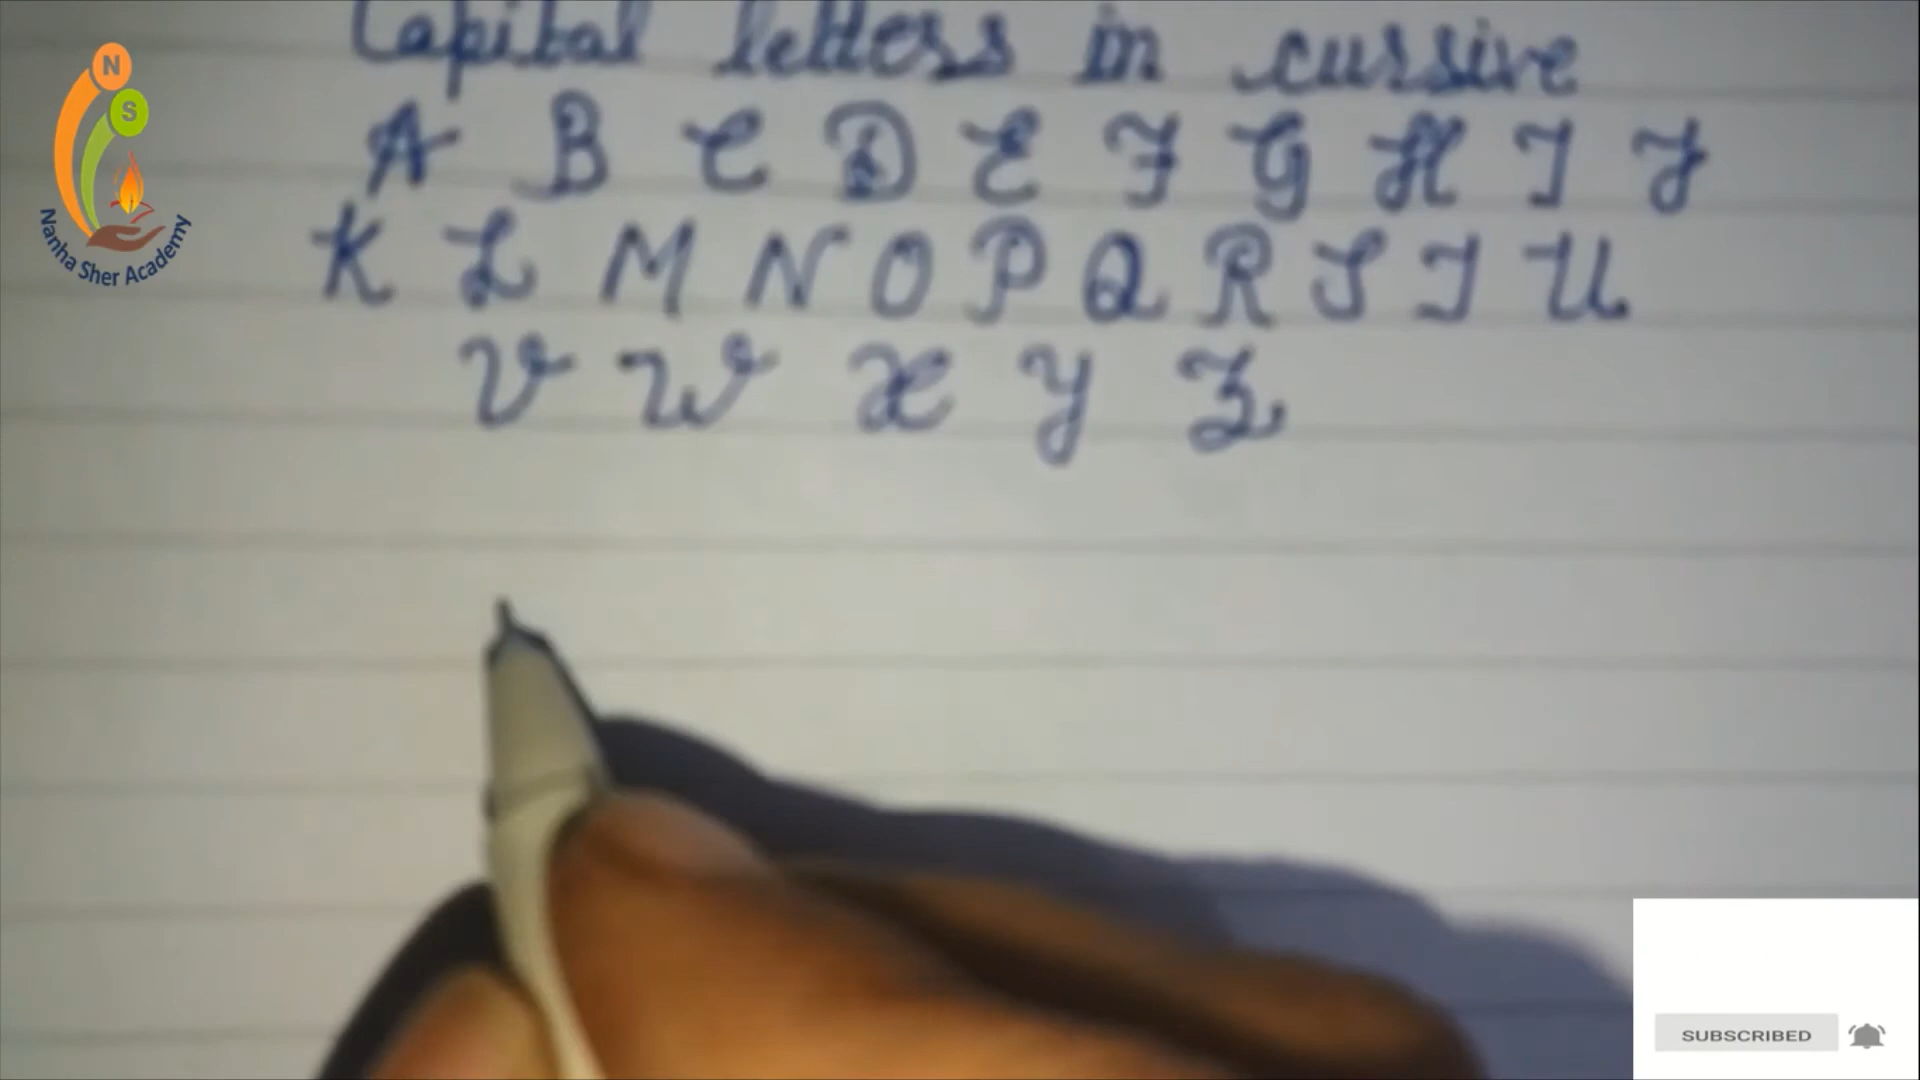 Capital letters in cursive
A B C D E F G H I J
K L M N O P Q R S T U
V W X Y Z
N
S
Nanha Sher Academy
SUBSCRIBED